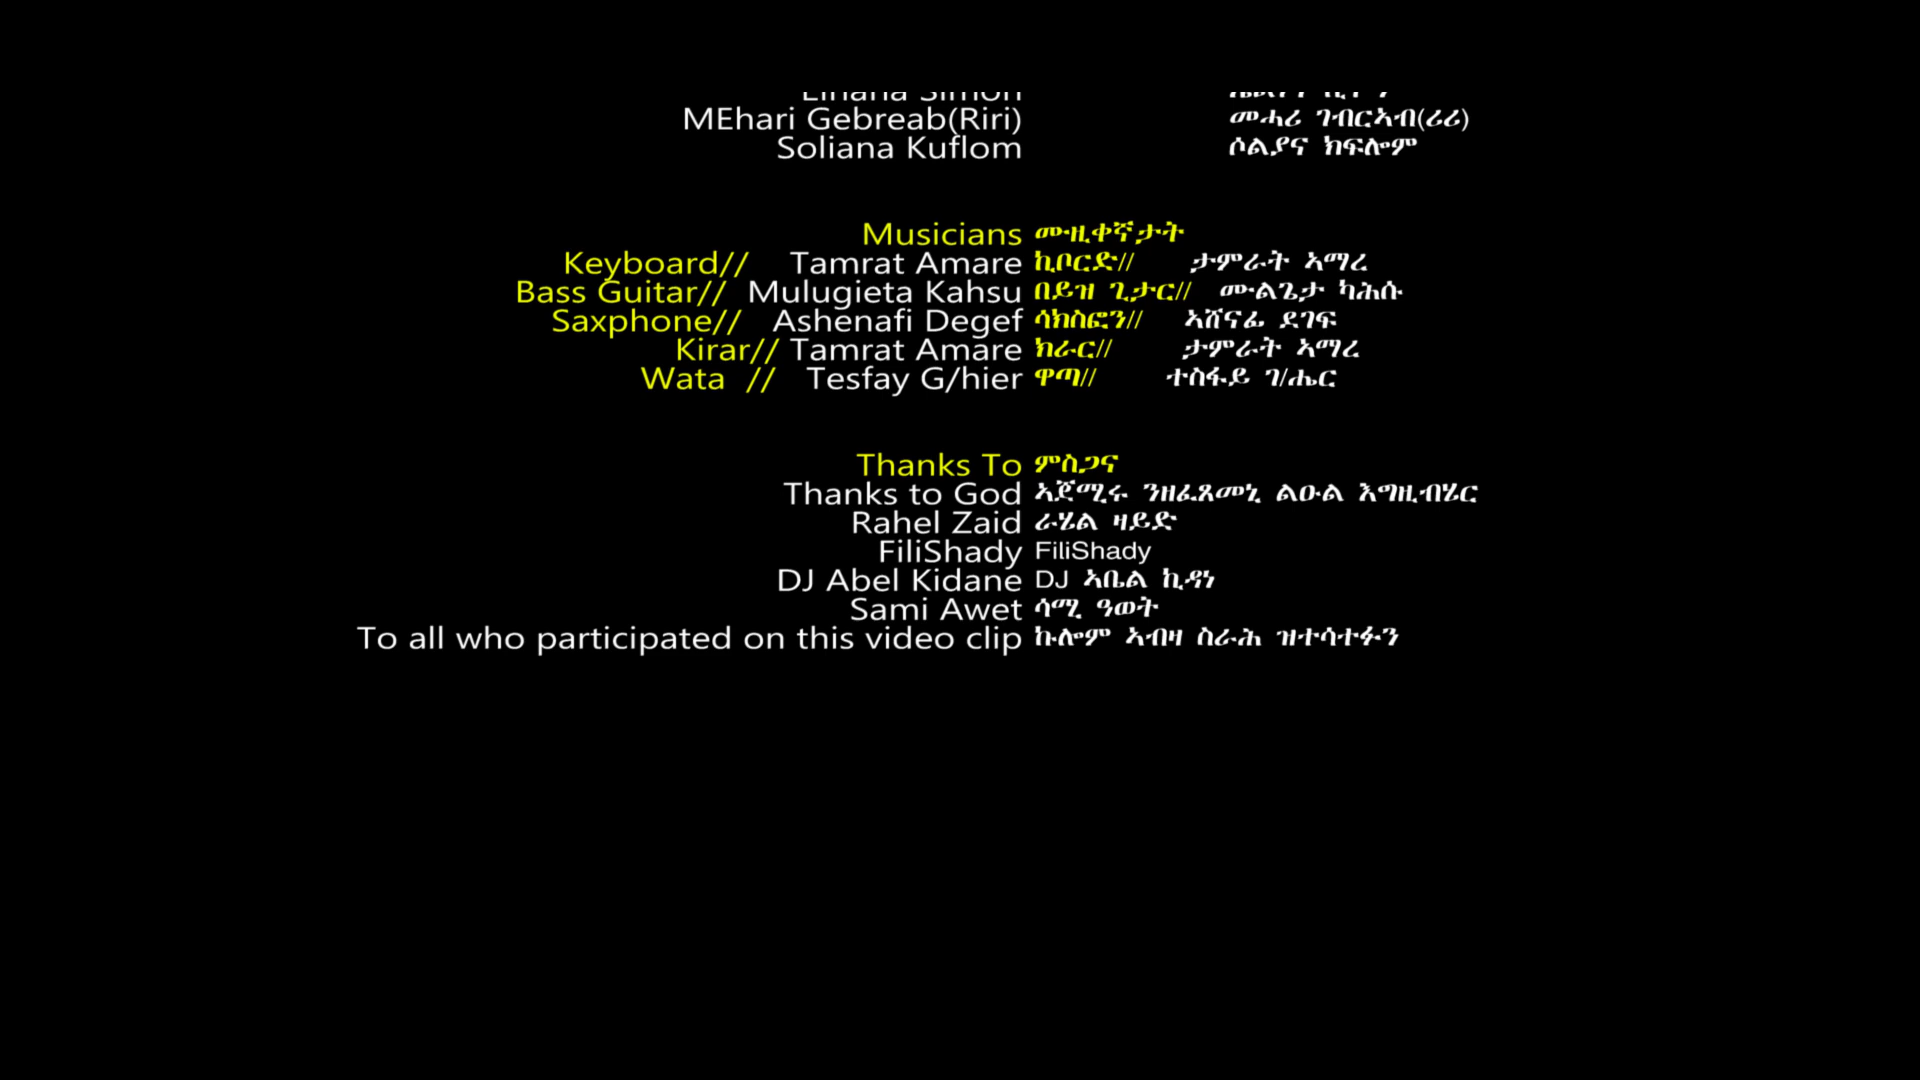 Simon
MEhari Gebreab(Riri) መሓሪ ገብርኣብ(ሪሪ)
Soliana Kuflom ሶልያና ክፍሎም
Musicians ሙዚቀኛታት
Keyboard// Tamrat Amare ኪቦርድ// ታምራት ኣማረ
Bass Guitar// Mulugieta Kahsu በይዝ ጊታር// ሙልጌታ ካሕሱ
Saxphone// Ashenafi Degef ሳክስፎን// ኣሸናፊ ደገፍ
Kirar// Tamrat Amare ክራር// ታምራት ኣማረ
Wata // Tesfay G/hier ዋጣ// ተስፋይ ገ/ሔር
Thanks To ምስጋና
Thanks to God ኣጀሚሩ ንዘፈጸመኒ ልዑል እግዚብሄር
Rahel Zaid ራሄል ዛይድ
FiliShady FiliShady
DJ Abel Kidane DJ ኣቤል ኪዳነ
Sami Awet ሳሚ ዓወት
To all who participated on this video clip ኩሎም ኣብዛ ስራሕ ዝተሳተፉን